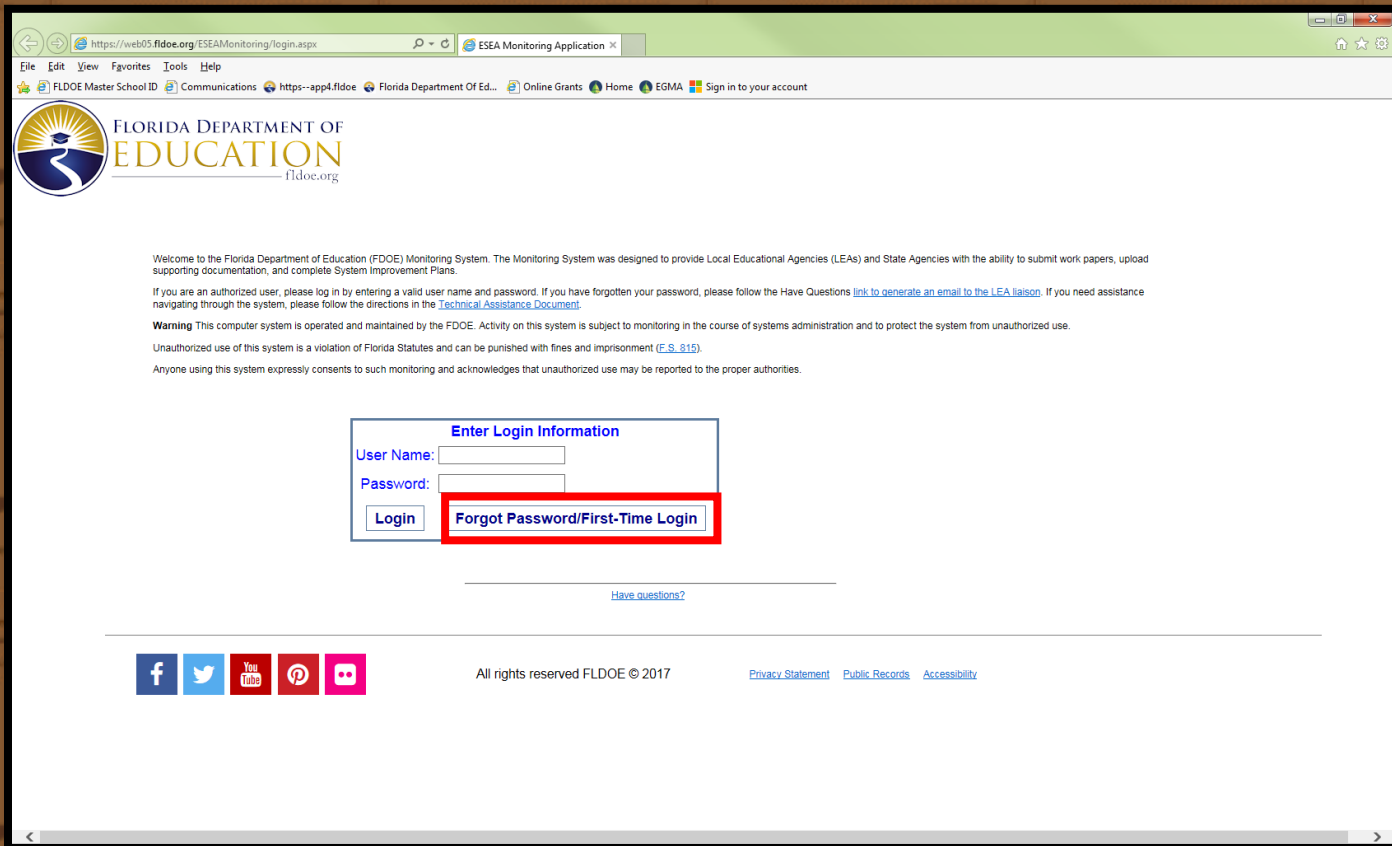 https://web05.fldoe.org/ESEAMonitoring/login.aspx
ESEA Monitoring Application
File Edit View Favorites Tools Help
FLDOE Master School ID Communications https--app4.fldoe Florida Department Of Ed... Online Grants Home EGMA Sign in to your account
FLORIDA DEPARTMENT OF
EDUCATION
fldoe.org
Welcome to the Florida Department of Education (FDOE) Monitoring System. The Monitoring System was designed to provide Local Educational Agencies (LEAs) and State Agencies with the ability to submit work papers, upload
supporting documentation, and complete System Improvement Plans.
If you are an authorized user, please log in by entering a valid user name and password. If you have forgotten your password, please follow the Have Questions link to generate an email to the LEA liaison. If you need assistance
navigating through the system, please follow the directions in the Technical Assistance Document.
Warning This computer system is operated and maintained by the FDOE. Activity on this system is subject to monitoring in the course of systems administration and to protect the system from unauthorized use.
Unauthorized use of this system is a violation of Florida Statutes and can be punished with fines and imprisonment (F.S. 815).
Anyone using this system expressly consents to such monitoring and acknowledges that unauthorized use may be reported to the proper authorities.
Enter Login Information
User Name:
Password:
Login Forgot Password/First-Time Login
Have questions?
f You Tube All rights reserved FLDOE © 2017 Privacy Statement Public Records Accessibility